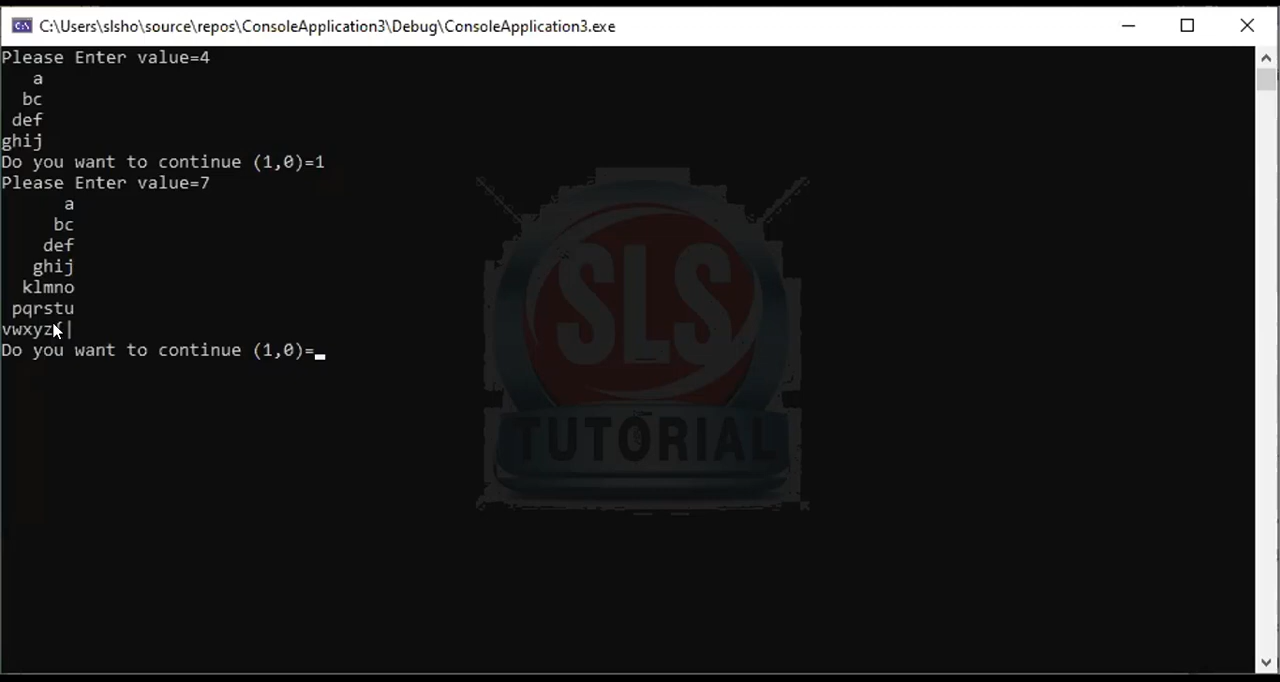 C:\Users\slsho\source\repos\ConsoleApplication3\Debug\ConsoleApplication3.exe
Please Enter value=4
   a
  bc
 def
ghij
Do you want to continue (1,0)=1
Please Enter value=7
      a
     bc
    def
   ghij
  klmno
 pqrstu
vwxyz{|
Do you want to continue (1,0)=
SLS
TUTORIAL